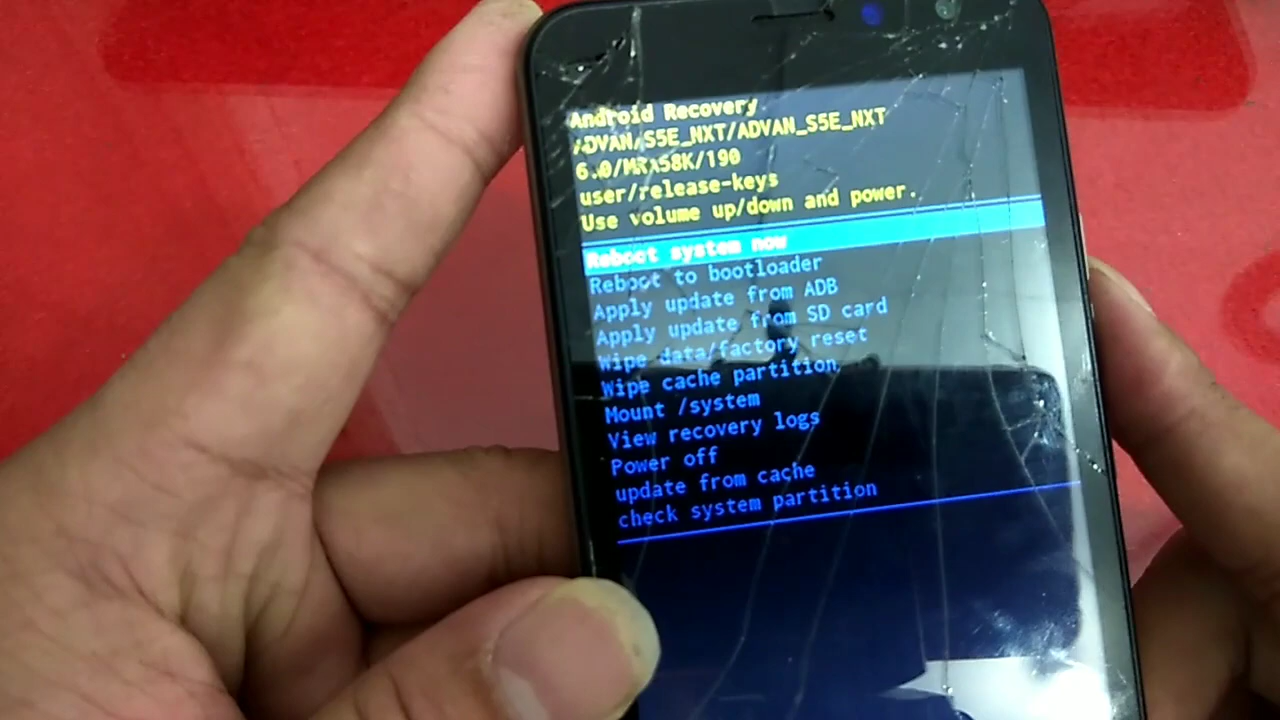 Android Recovery
ADVAN/S5E_NXT/ADVAN_S5E_NXT
6.0/MRA58K/190
user/release-keys
Use volume up/down and power.
Reboot system now
Reboot to bootloader
Apply update from ADB
Apply update from SD card
Wipe data/factory reset
Wipe cache partition
Mount /system
View recovery logs
Power off
update from cache
check system partition